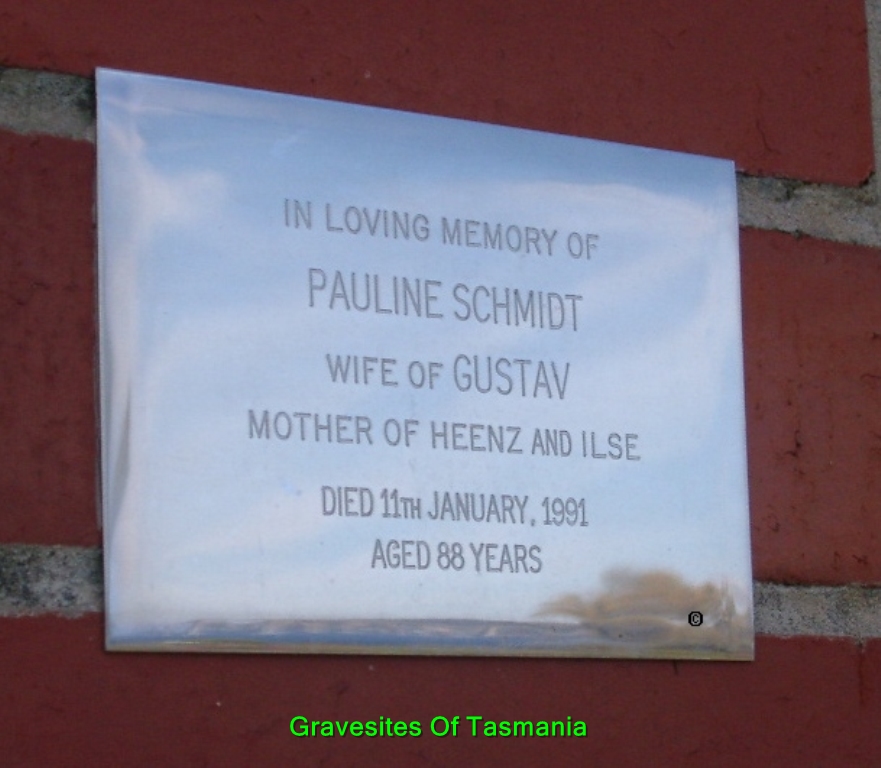 IN LOVING MEMORY OF
PAULINE SCHMIDT
WIFE OF GUSTAV
MOTHER OF HEENZ AND ILSE
DIED 11TH JANUARY, 1991
AGED 88 YEARS
©
Gravesites Of Tasmania